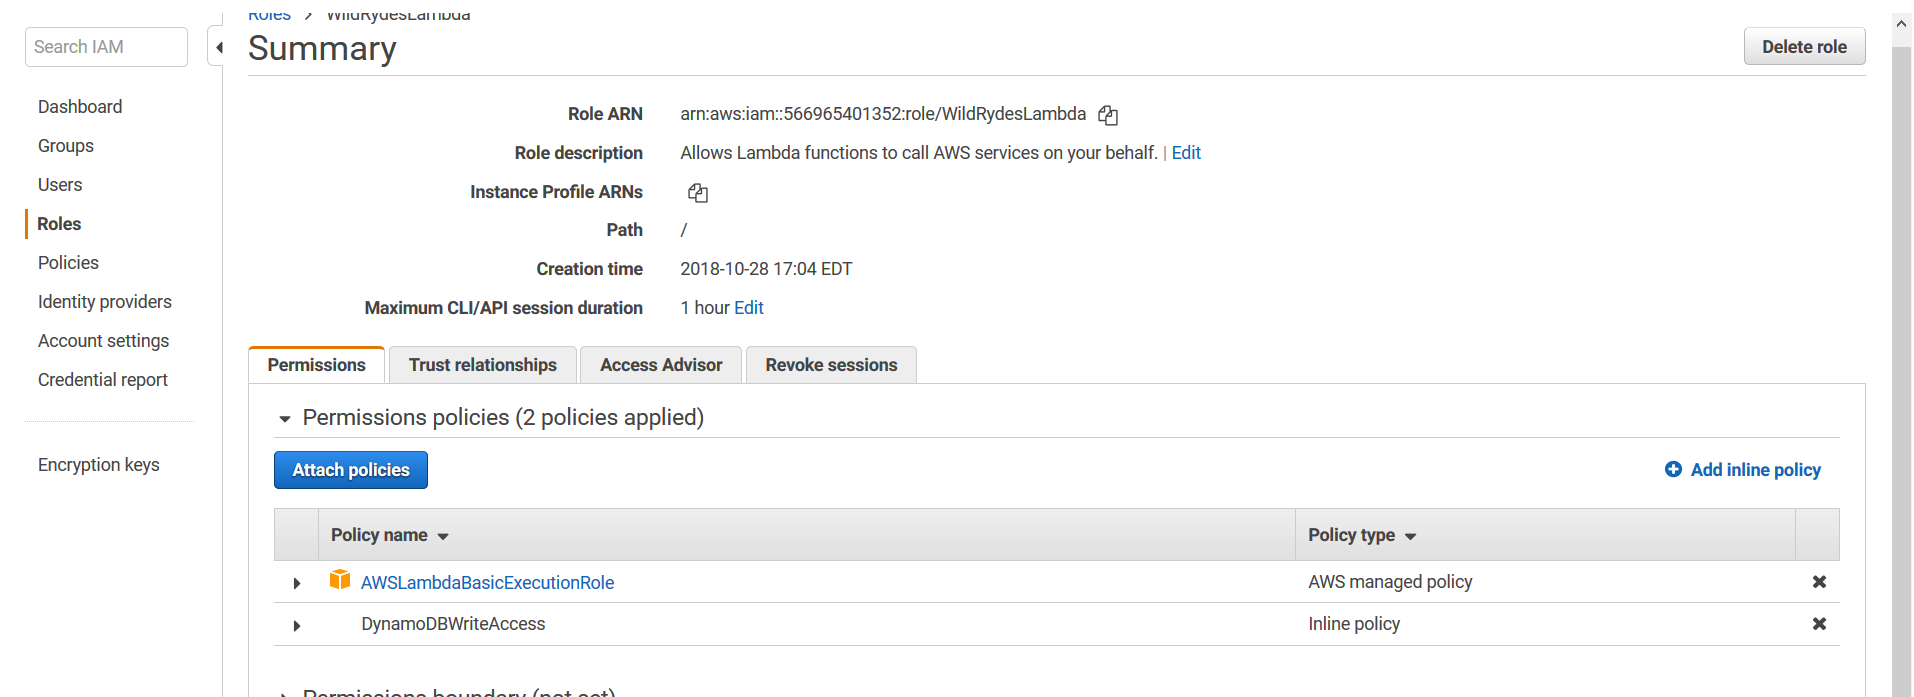 Roles > WildRydesLambda
Search IAM
Summary
Delete role
Dashboard
Groups
Users
Roles
Policies
Identity providers
Account settings
Credential report
Encryption keys
Role ARN arn:aws:iam::566965401352:role/WildRydesLambda
Role description Allows Lambda functions to call AWS services on your behalf. | Edit
Instance Profile ARNs
Path /
Creation time 2018-10-28 17:04 EDT
Maximum CLI/API session duration 1 hour Edit
Permissions Trust relationships Access Advisor Revoke sessions
Permissions policies (2 policies applied)
Attach policies Add inline policy
Policy name Policy type
AWSLambdaBasicExecutionRole AWS managed policy
DynamoDBWriteAccess Inline policy
Permissions boundary (not set)